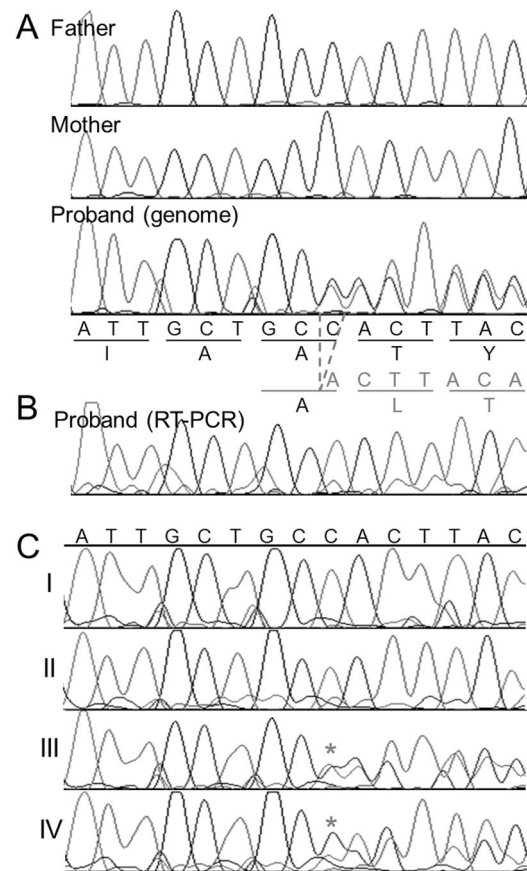 A
Father
Mother
Proband (genome)
A T T G C T G C C A C T T A C
I A A T Y
A C T T A C A
A L T
B
Proband (RT-PCR)
A T T G C T G C C A C T T A C
C
I
II
III *
IV *